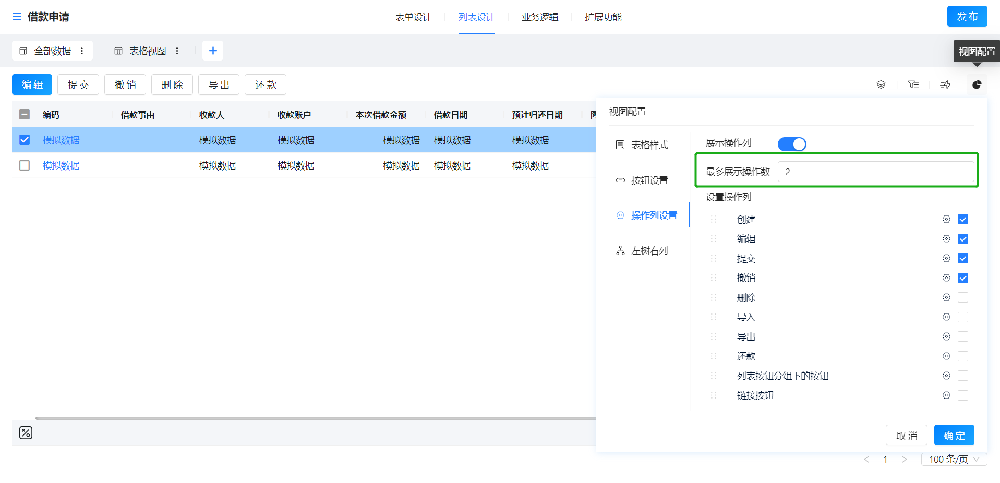 借款申请
表单设计 列表设计 业务逻辑 扩展功能
发布
全部数据 表格视图
视图配置
编辑 提交 撤销 删除 导出 还款
编码 借款事由 收款人 收款账户 本次借款金额 借款日期 预计归还日期
模拟数据 模拟数据 模拟数据 模拟数据 模拟数据 模拟数据
模拟数据 模拟数据 模拟数据 模拟数据 模拟数据 模拟数据
视图配置
表格样式
按钮设置
操作列设置
左树右列
展示操作列
最多展示操作数 2
设置操作列
创建
编辑
提交
撤销
删除
导入
导出
还款
列表按钮分组下的按钮
链接按钮
取消 确定
1 100 条/页